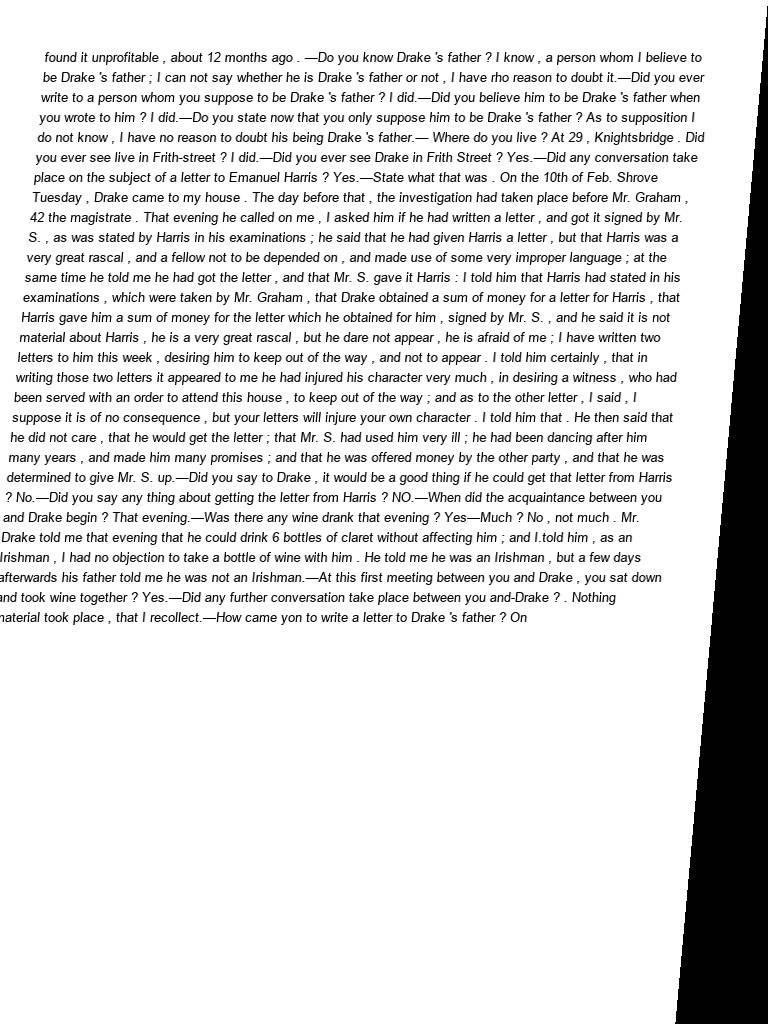 found it unprofitable , about 12 months ago . —Do you know Drake 's father ? I know , a person whom I believe to
be Drake 's father ; I can not say whether he is Drake 's father or not , I have rho reason to doubt it.—Did you ever
write to a person whom you suppose to be Drake 's father ? I did.—Did you believe him to be Drake 's father when
you wrote to him ? I did.—Do you state now that you only suppose him to be Drake 's father ? As to supposition I
do not know , I have no reason to doubt his being Drake 's father.— Where do you live ? At 29 , Knightsbridge . Did
you ever see live in Frith-street ? I did.—Did you ever see Drake in Frith Street ? Yes.—Did any conversation take
place on the subject of a letter to Emanuel Harris ? Yes.—State what that was . On the 10th of Feb. Shrove
Tuesday , Drake came to my house . The day before that , the investigation had taken place before Mr. Graham ,
42 the magistrate . That evening he called on me , I asked him if he had written a letter , and got it signed by Mr.
S. , as was stated by Harris in his examinations ; he said that he had given Harris a letter , but that Harris was a
very great rascal , and a fellow not to be depended on , and made use of some very improper language ; at the
same time he told me he had got the letter , and that Mr. S. gave it Harris : I told him that Harris had stated in his
examinations , which were taken by Mr. Graham , that Drake obtained a sum of money for a letter for Harris , that
Harris gave him a sum of money for the letter which he obtained for him , signed by Mr. S. , and he said it is not
material about Harris , he is a very great rascal , but he dare not appear , he is afraid of me ; I have written two
letters to him this week , desiring him to keep out of the way , and not to appear . I told him certainly , that in
writing those two letters it appeared to me he had injured his character very much , in desiring a witness , who had
been served with an order to attend this house , to keep out of the way ; and as to the other letter , I said , I
suppose it is of no consequence , but your letters will injure your own character . I told him that . He then said that
he did not care , that he would get the letter ; that Mr. S. had used him very ill ; he had been dancing after him
many years , and made him many promises ; and that he was offered money by the other party , and that he was
determined to give Mr. S. up.—Did you say to Drake , it would be a good thing if he could get that letter from Harris
? No.—Did you say any thing about getting the letter from Harris ? NO.—When did the acquaintance between you
and Drake begin ? That evening.—Was there any wine drank that evening ? Yes—Much ? No , not much . Mr.
Drake told me that evening that he could drink 6 bottles of claret without affecting him ; and I.told him , as an
Irishman , I had no objection to take a bottle of wine with him . He told me he was an Irishman , but a few days
afterwards his father told me he was not an Irishman.—At this first meeting between you and Drake , you sat down
and took wine together ? Yes.—Did any further conversation take place between you and-Drake ? . Nothing
material took place , that I recollect.—How came yon to write a letter to Drake 's father ? On